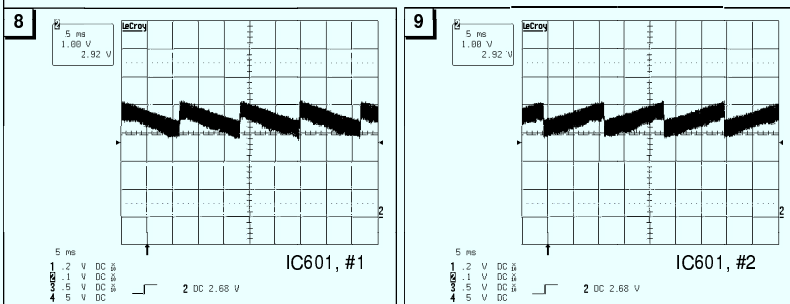 8
2
5 ms
1.00 V
2.92 V
LeCroy
2
5 ms
1 .2 V DC
2 .1 V DC
3 .5 V DC
4 5 V DC
2 DC 2.68 V
IC601, #1
9
2
5 ms
1.00 V
2.92 V
LeCroy
2
5 ms
1 .2 V DC
2 .1 V DC
3 .5 V DC
4 5 V DC
2 DC 2.68 V
IC601, #2